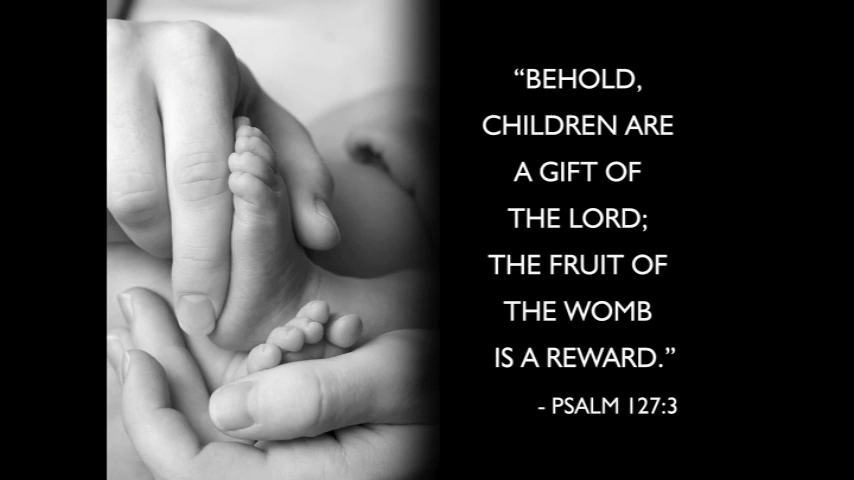 “BEHOLD,
CHILDREN ARE
A GIFT OF
THE LORD;
THE FRUIT OF
THE WOMB
IS A REWARD.”
- PSALM 127:3